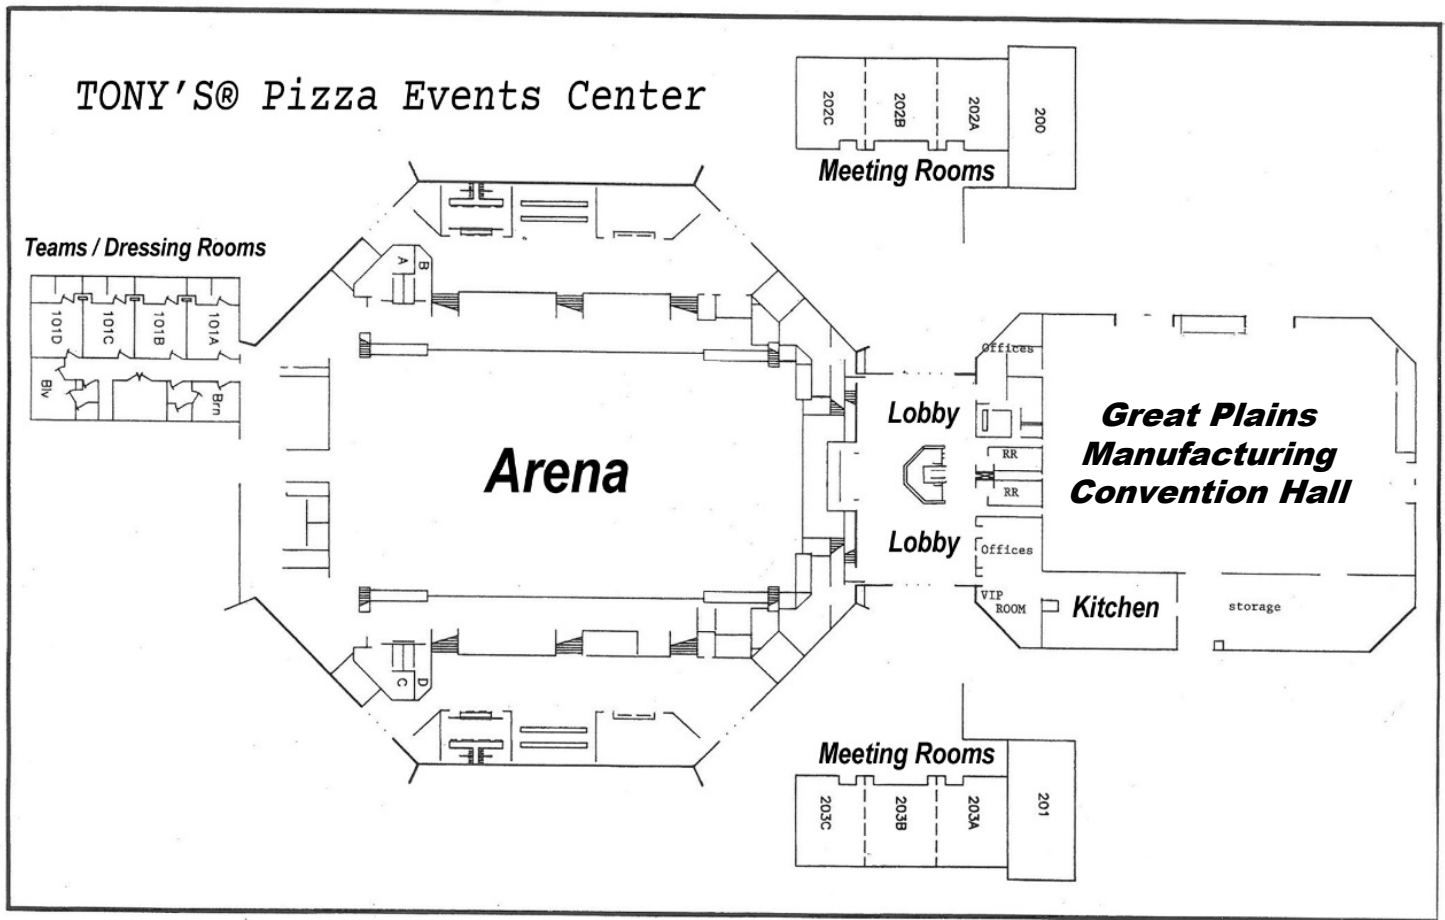 TONY'S® Pizza Events Center
202C
202B
202A
200
Meeting Rooms
Teams / Dressing Rooms
A
B
101D
101C
101B
101A
Blv
Brn
Offices
Lobby
Great Plains
Manufacturing
Convention Hall
RR
RR
Arena
Lobby
Offices
VIP
ROOM
Kitchen
storage
C
D
Meeting Rooms
203C
203B
203A
201